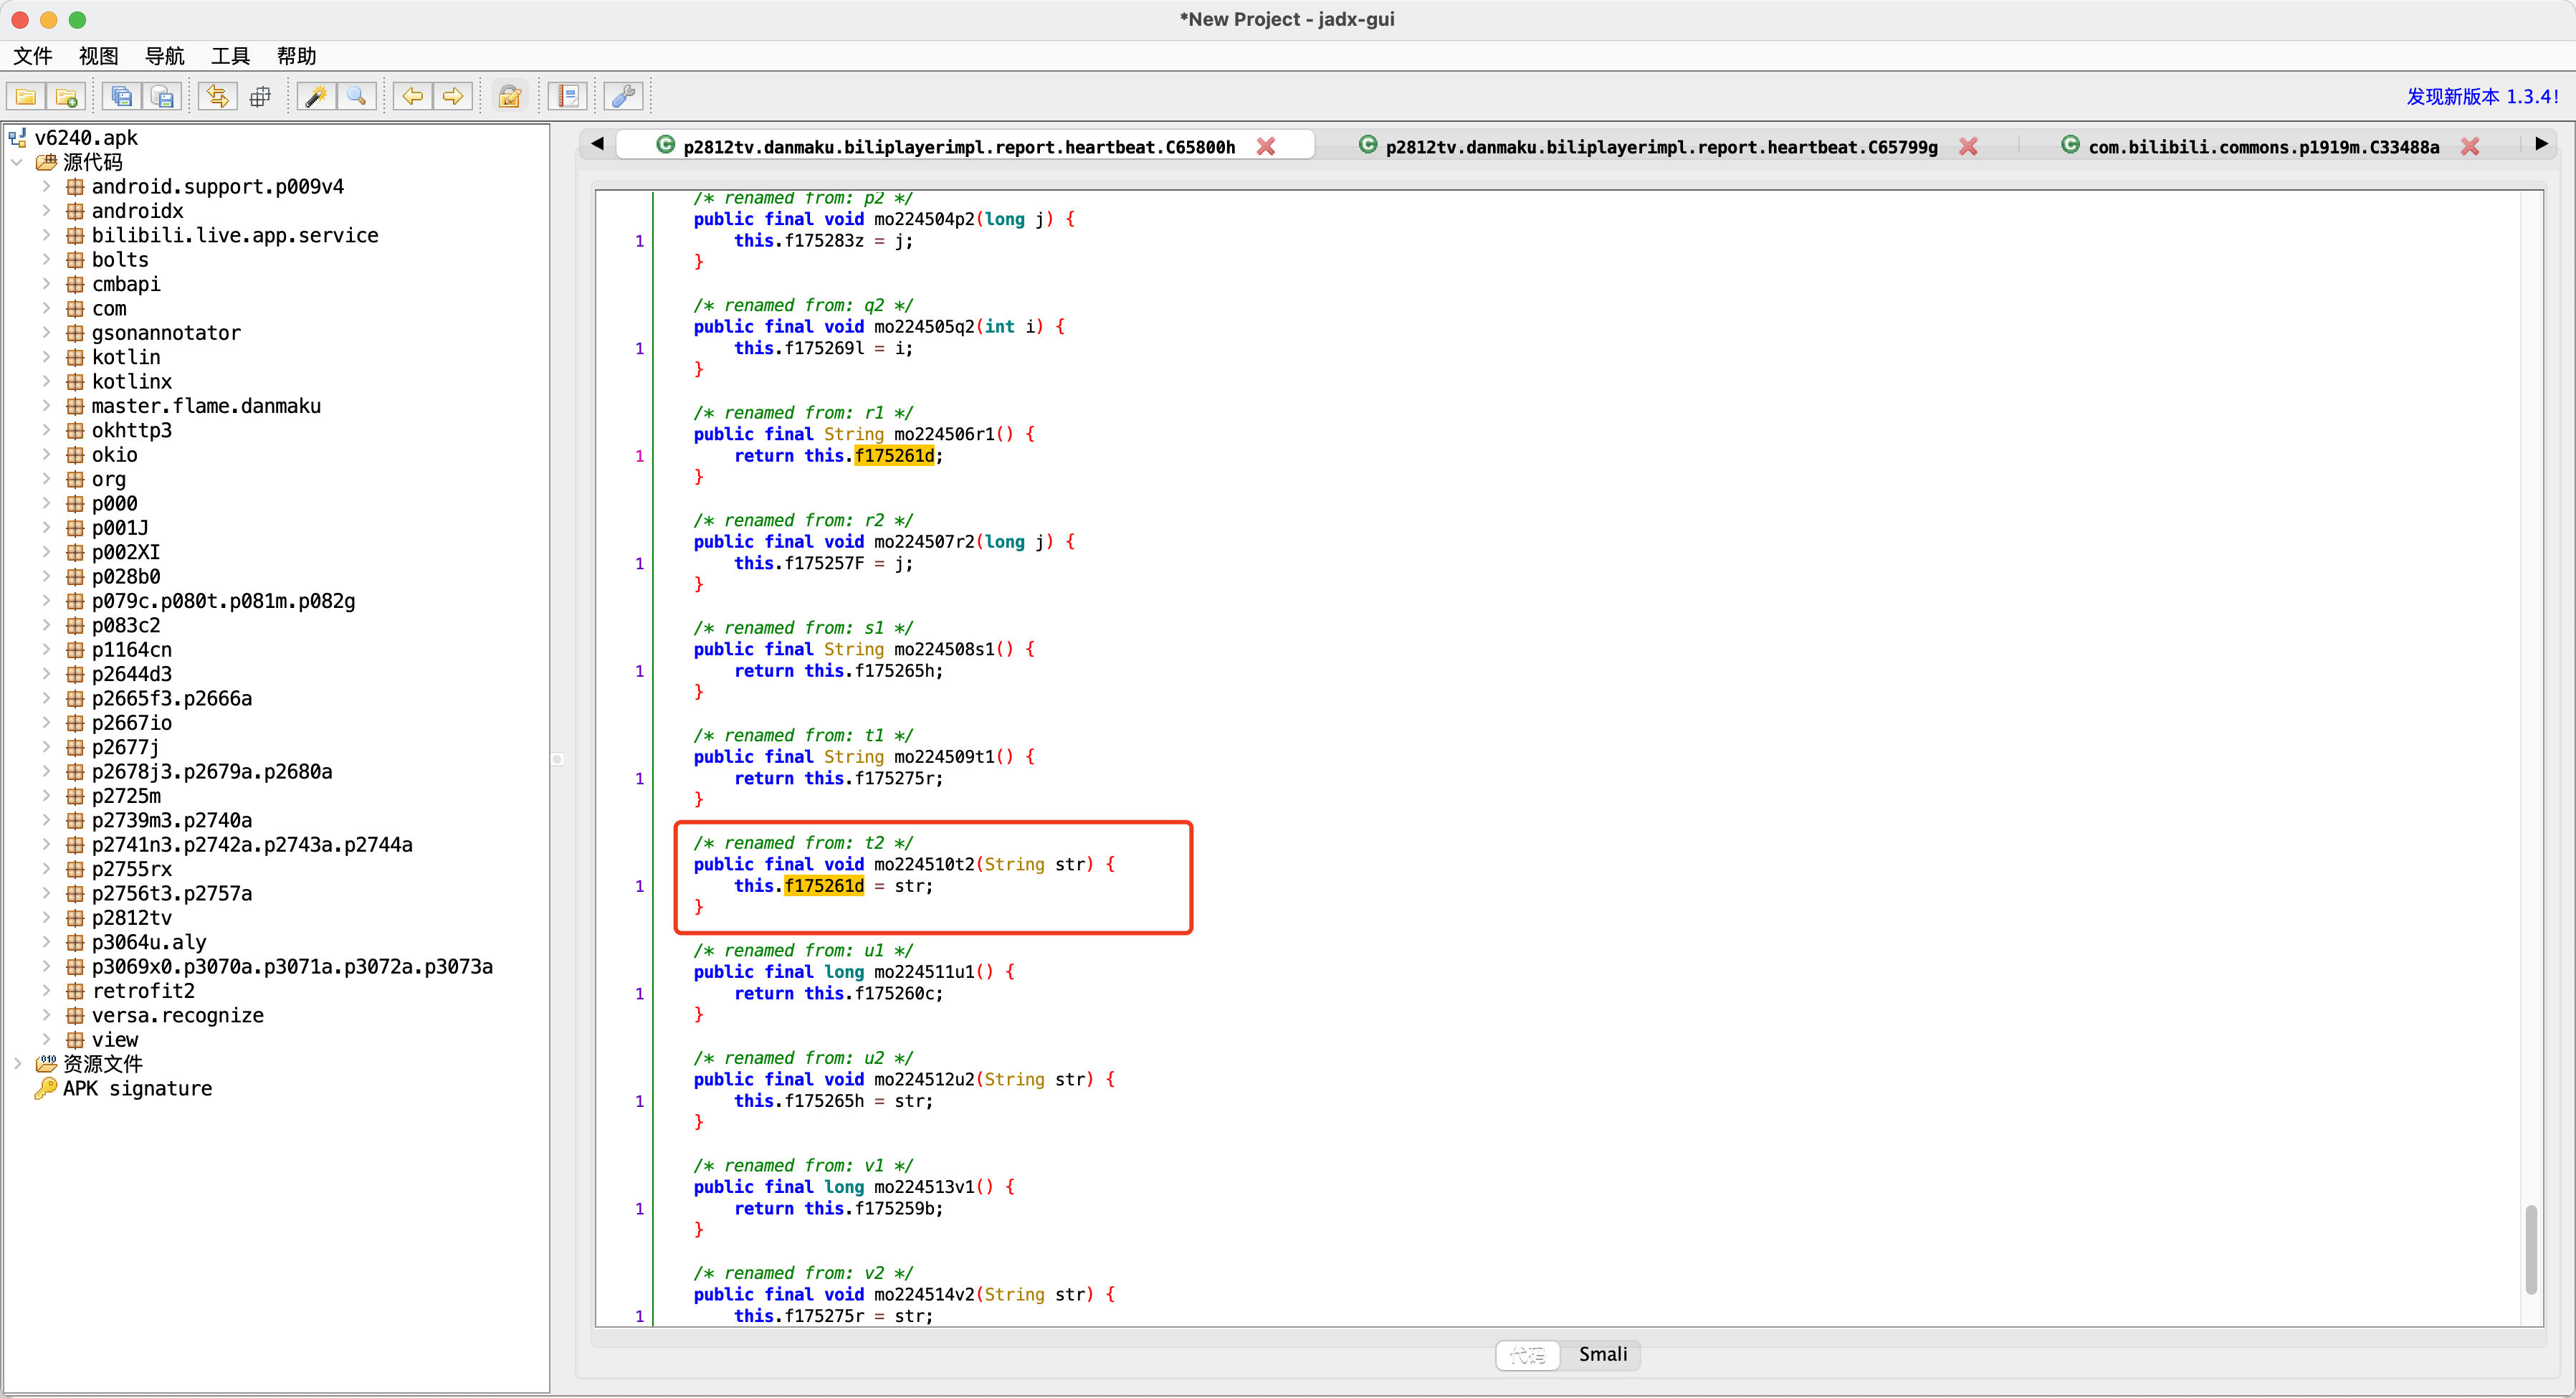 *New Project - jadx-gui
文件 视图 导航 工具 帮助
发现新版本 1.3.4!
v6240.apk
源代码
android.support.p009v4
androidx
bilibili.live.app.service
bolts
cmbapi
com
gsonannotator
kotlin
kotlinx
master.flame.danmaku
okhttp3
okio
org
p000
p001J
p002XI
p028b0
p079c.p080t.p081m.p082g
p083c2
p1164cn
p2644d3
p2665f3.p2666a
p2667io
p2677j
p2678j3.p2679a.p2680a
p2725m
p2739m3.p2740a
p2741n3.p2742a.p2743a.p2744a
p2755rx
p2756t3.p2757a
p2812tv
p3064u.aly
p3069x0.p3070a.p3071a.p3072a.p3073a
retrofit2
versa.recognize
view
资源文件
APK signature
p2812tv.danmaku.biliplayerimpl.report.heartbeat.C65800h
p2812tv.danmaku.biliplayerimpl.report.heartbeat.C65799g
com.bilibili.commons.p1919m.C33488a
/* renamed from: p2 */
public final void mo224504p2(long j) {
1 this.f175283z = j;
}
/* renamed from: q2 */
public final void mo224505q2(int i) {
1 this.f175269l = i;
}
/* renamed from: r1 */
public final String mo224506r1() {
1 return this.f175261d;
}
/* renamed from: r2 */
public final void mo224507r2(long j) {
1 this.f175257F = j;
}
/* renamed from: s1 */
public final String mo224508s1() {
1 return this.f175265h;
}
/* renamed from: t1 */
public final String mo224509t1() {
1 return this.f175275r;
}
/* renamed from: t2 */
public final void mo224510t2(String str) {
1 this.f175261d = str;
}
/* renamed from: u1 */
public final long mo224511u1() {
1 return this.f175260c;
}
/* renamed from: u2 */
public final void mo224512u2(String str) {
1 this.f175265h = str;
}
/* renamed from: v1 */
public final long mo224513v1() {
1 return this.f175259b;
}
/* renamed from: v2 */
public final void mo224514v2(String str) {
1 this.f175275r = str;
代码 Smali